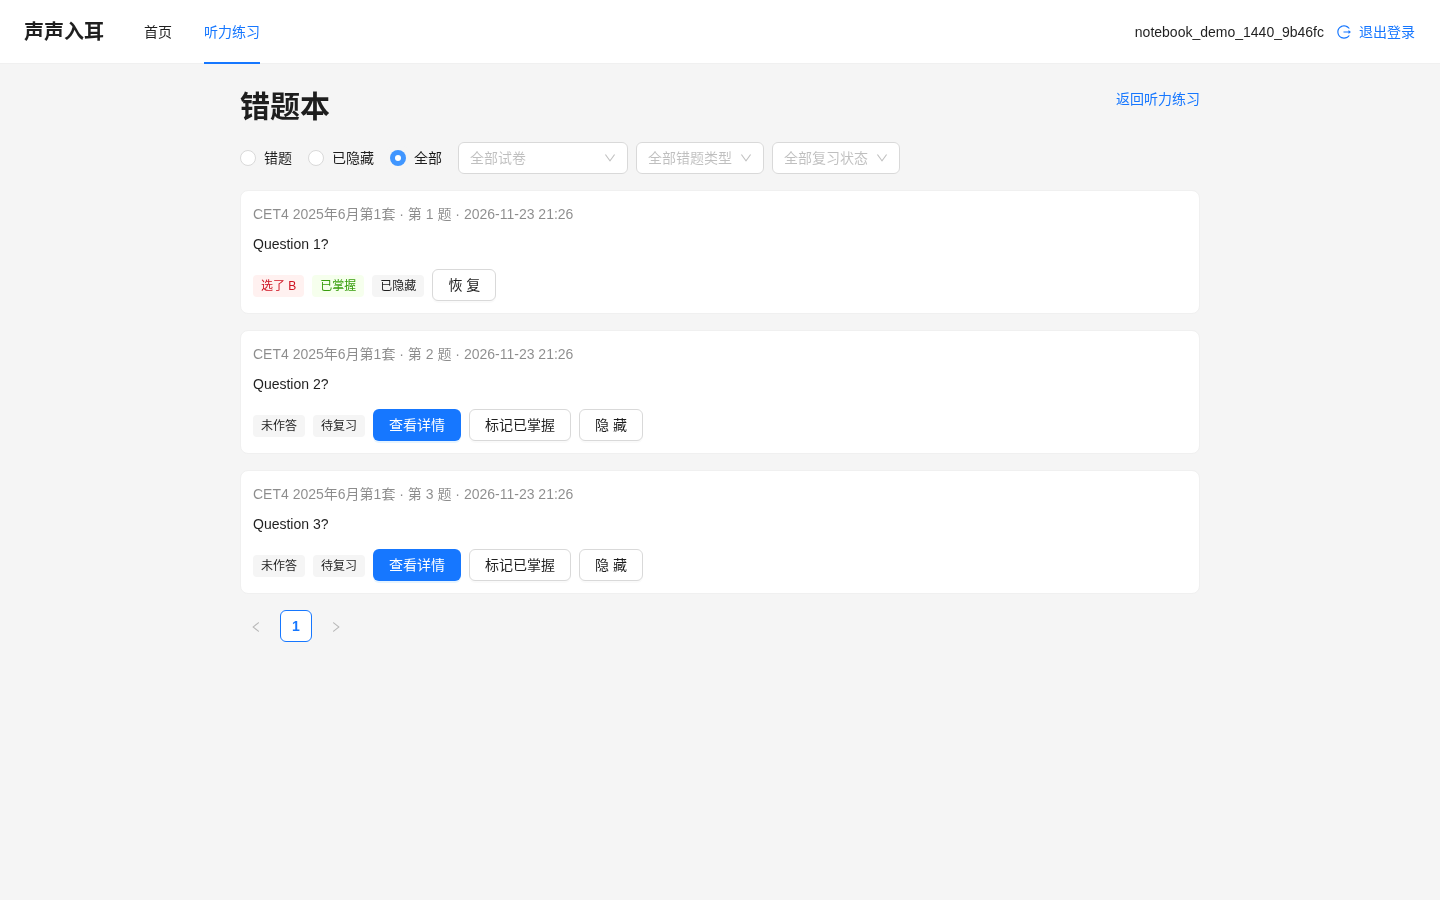 声声入耳 首页 听力练习 notebook_demo_1440_9b46fc 退出登录
错题本 返回听力练习
错题 已隐藏 全部 全部试卷 全部错题类型 全部复习状态
CET4 2025年6月第1套 · 第 1 题 · 2026-11-23 21:26
Question 1?
选了 B 已掌握 已隐藏 恢 复
CET4 2025年6月第1套 · 第 2 题 · 2026-11-23 21:26
Question 2?
未作答 待复习 查看详情 标记已掌握 隐 藏
CET4 2025年6月第1套 · 第 3 题 · 2026-11-23 21:26
Question 3?
未作答 待复习 查看详情 标记已掌握 隐 藏
1